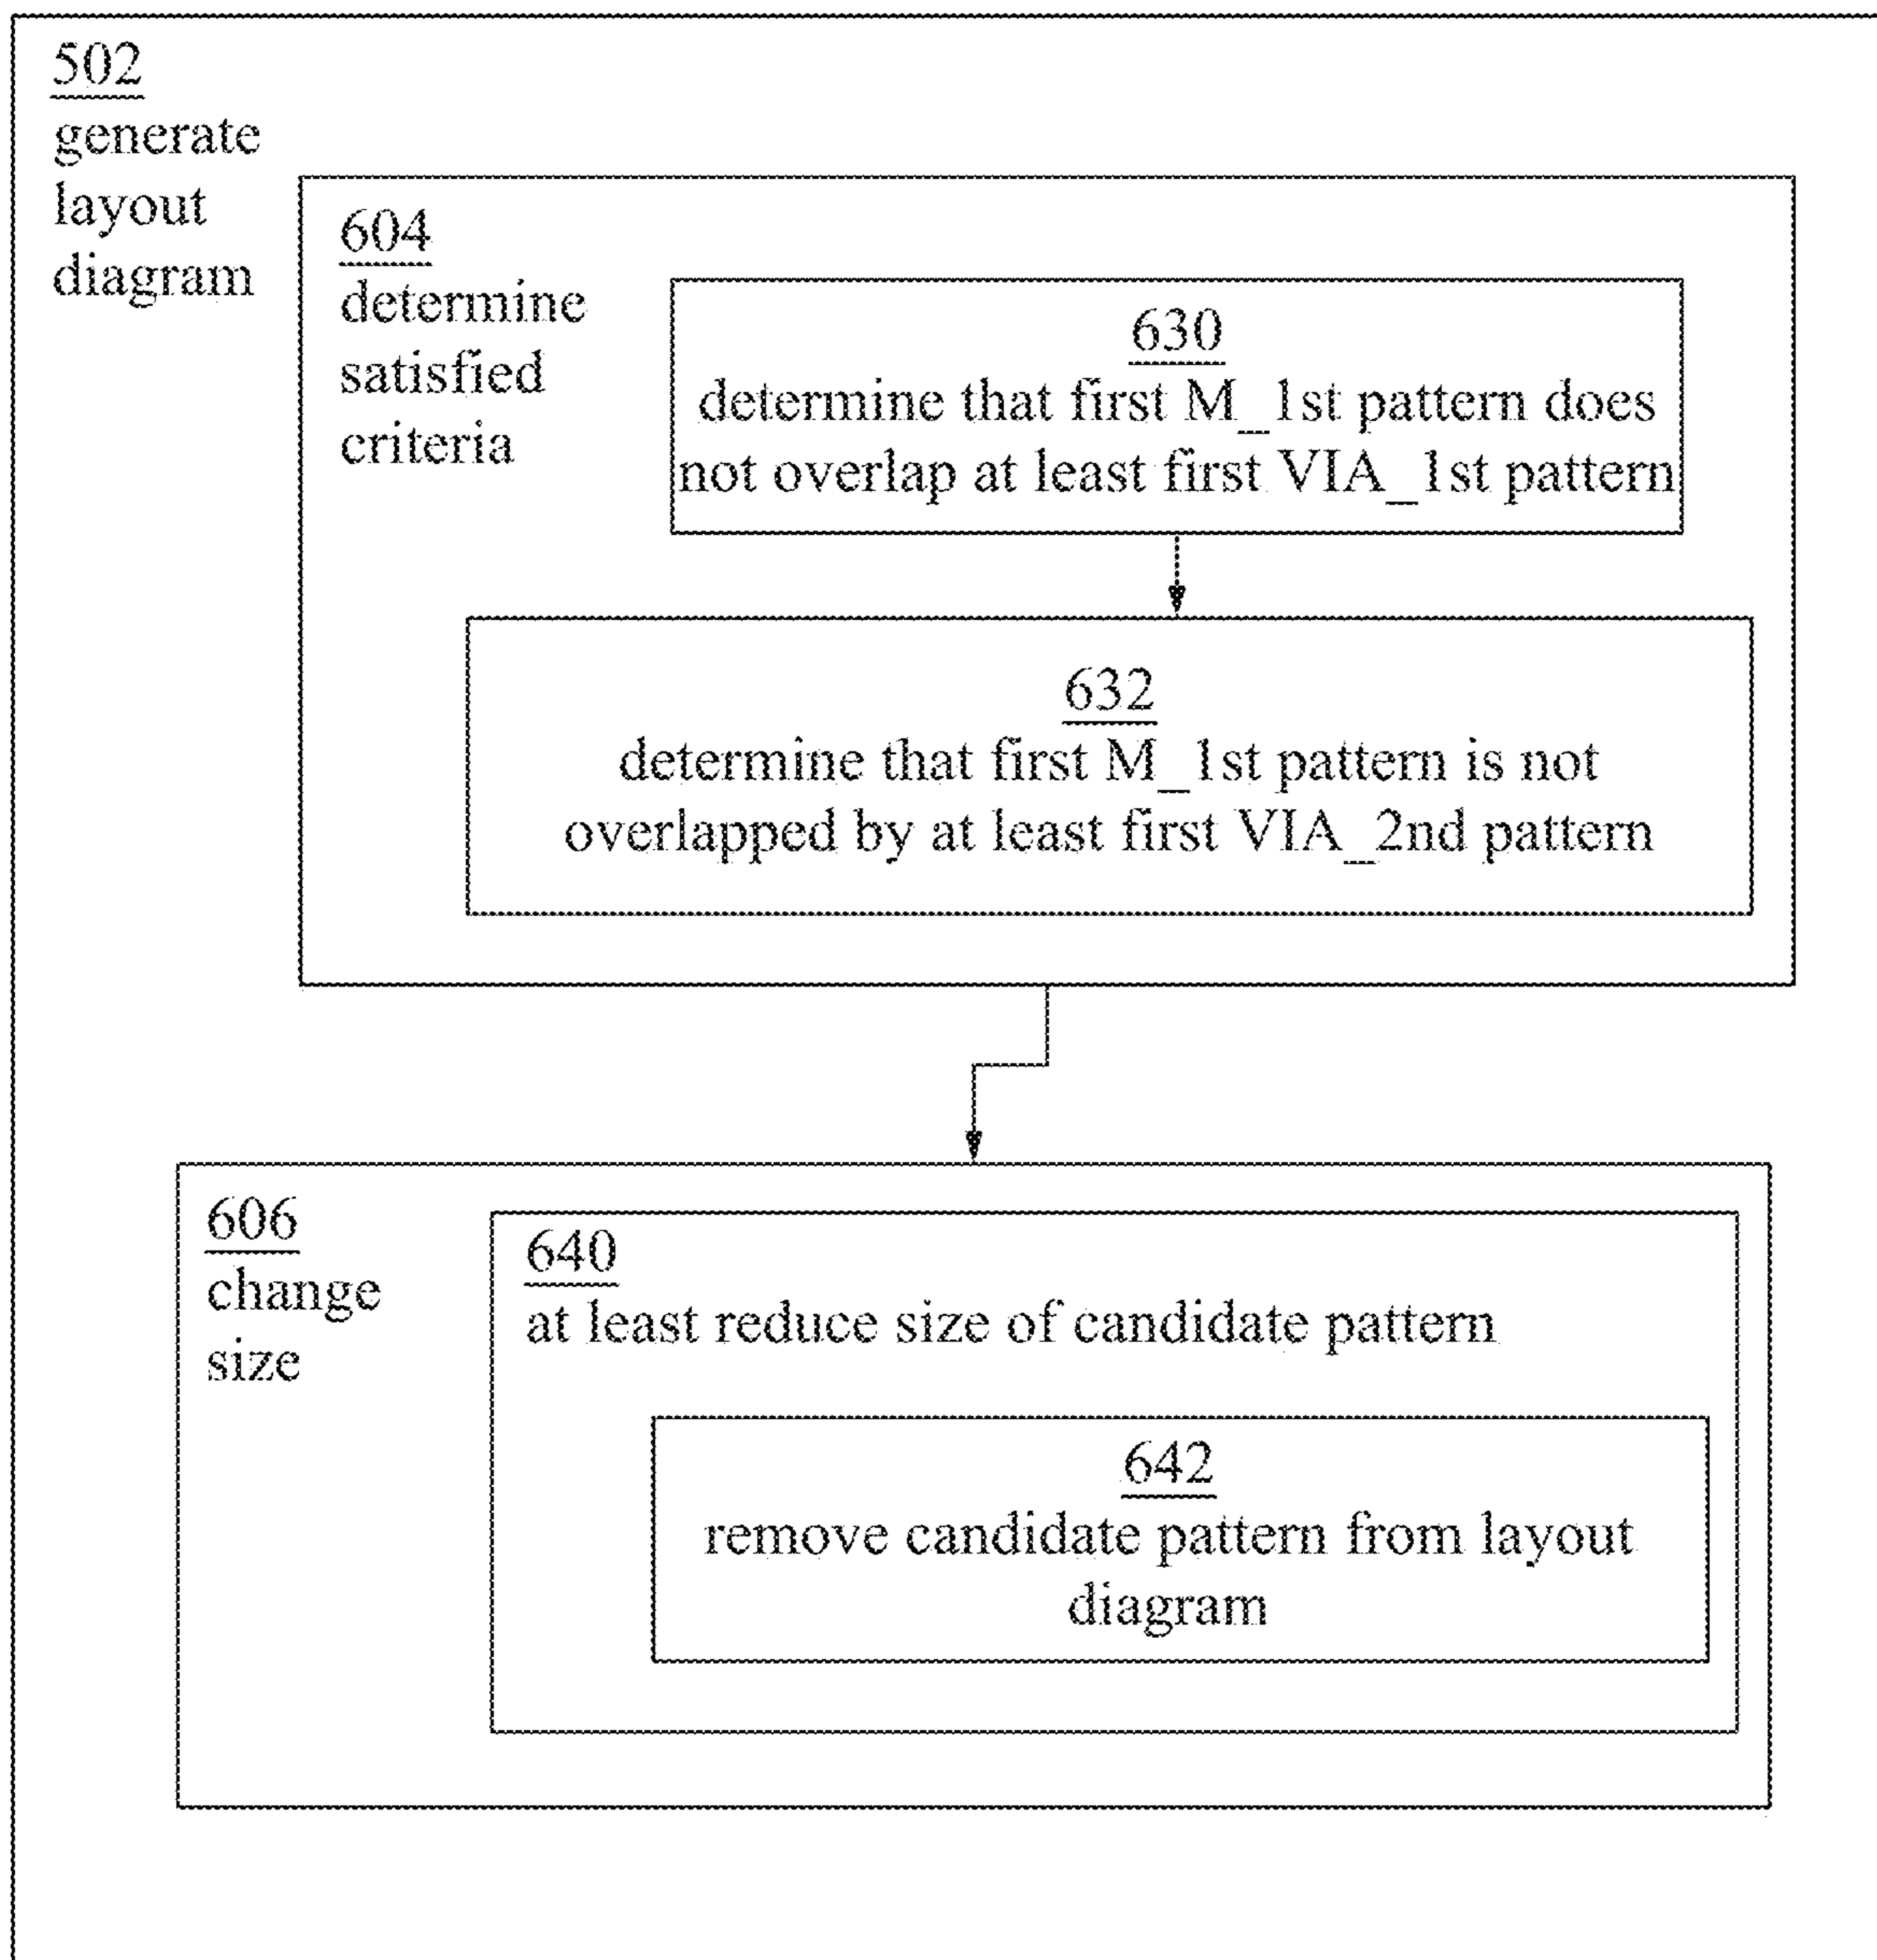 502
generate
layout
diagram
604
determine
satisfied
criteria
630
determine that first M_1st pattern does
not overlap at least first VIA_1st pattern
632
determine that first M_1st pattern is not
overlapped by at least first VIA_2nd pattern
606
change
size
640
at least reduce size of candidate pattern
642
remove candidate pattern from layout
diagram